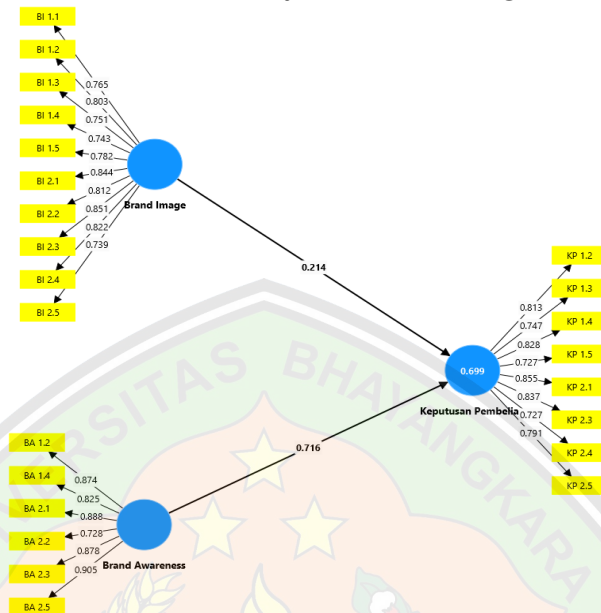 BI 1.1
BI 1.2
BI 1.3
BI 1.4
BI 1.5
BI 2.1
BI 2.2
BI 2.3
BI 2.4
BI 2.5
0.765
0.803
0.751
0.743
0.782
0.844
0.812
0.851
0.822
0.739
Brand Image
0.214
KP 1.2
KP 1.3
KP 1.4
KP 1.5
KP 2.1
KP 2.3
KP 2.4
KP 2.5
0.813
0.747
0.828
0.727
0.855
0.837
0.727
0.791
0.699
Keputusan Pembelia
0.716
BA 1.2
BA 1.4
BA 2.1
BA 2.2
BA 2.3
BA 2.5
0.874
0.825
0.888
0.728
0.878
0.905
Brand Awareness
VERSITAS BHAYANGKARA